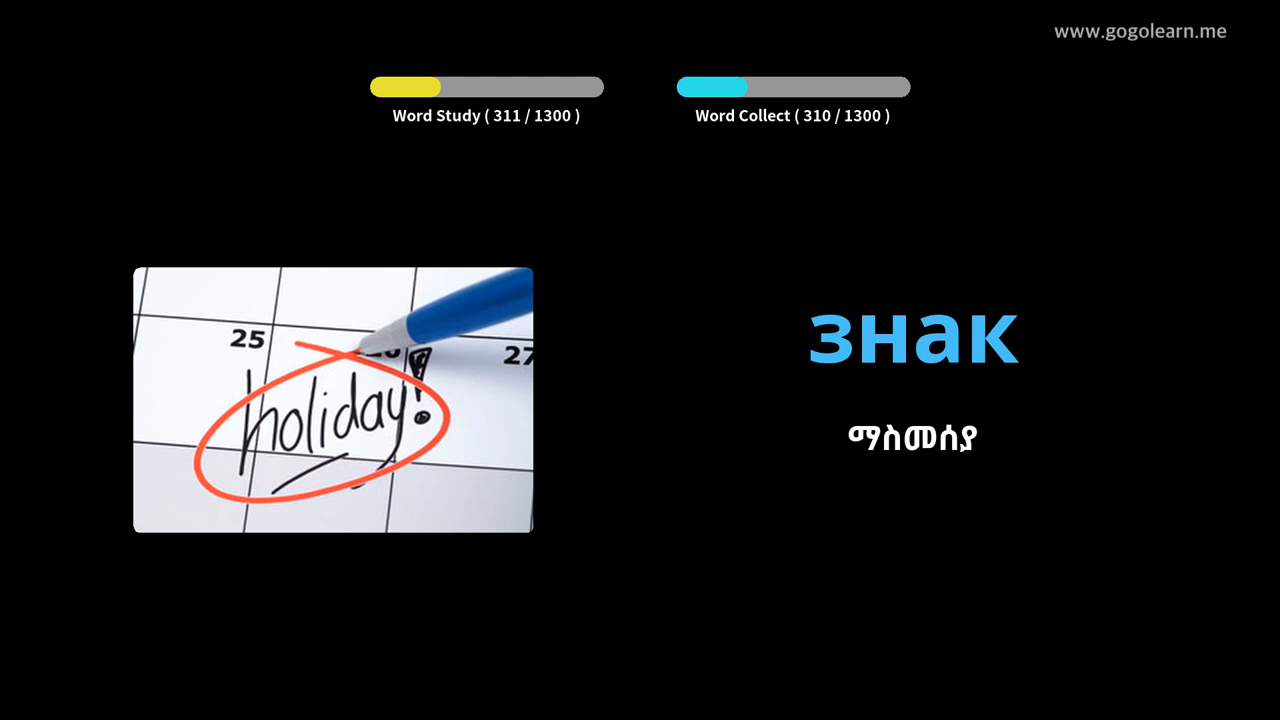 www.gogolearn.me
Word Study ( 311 / 1300 )
Word Collect ( 310 / 1300 )
25
27
holiday!
знак
ማስመሰያ